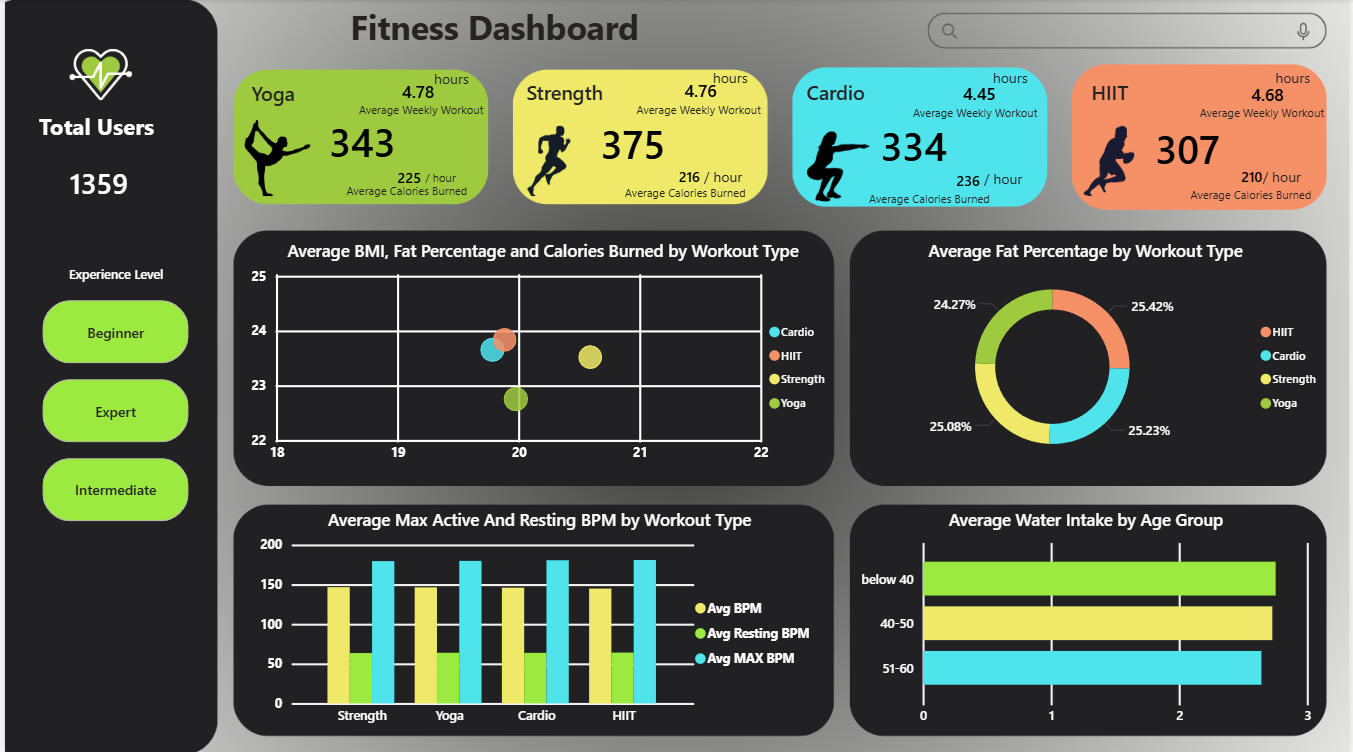 Fitness Dashboard
Total Users
1359
Experience Level
Beginner
Expert
Intermediate
Yoga
hours
4.78
Average Weekly Workout
343
225 / hour
Average Calories Burned
Strength
hours
4.76
Average Weekly Workout
375
216 / hour
Average Calories Burned
Cardio
hours
4.45
Average Weekly Workout
334
236 / hour
Average Calories Burned
HIIT
hours
4.68
Average Weekly Workout
307
210/ hour
Average Calories Burned
Average BMI, Fat Percentage and Calories Burned by Workout Type
25
24
23
22
18 19 20 21 22
Cardio
HIIT
Strength
Yoga
Average Fat Percentage by Workout Type
24.27%
25.42%
25.08%
25.23%
HIIT
Cardio
Strength
Yoga
Average Max Active And Resting BPM by Workout Type
200
150
100
50
0
Strength Yoga Cardio HIIT
Avg BPM
Avg Resting BPM
Avg MAX BPM
Average Water Intake by Age Group
below 40
40-50
51-60
0 1 2 3